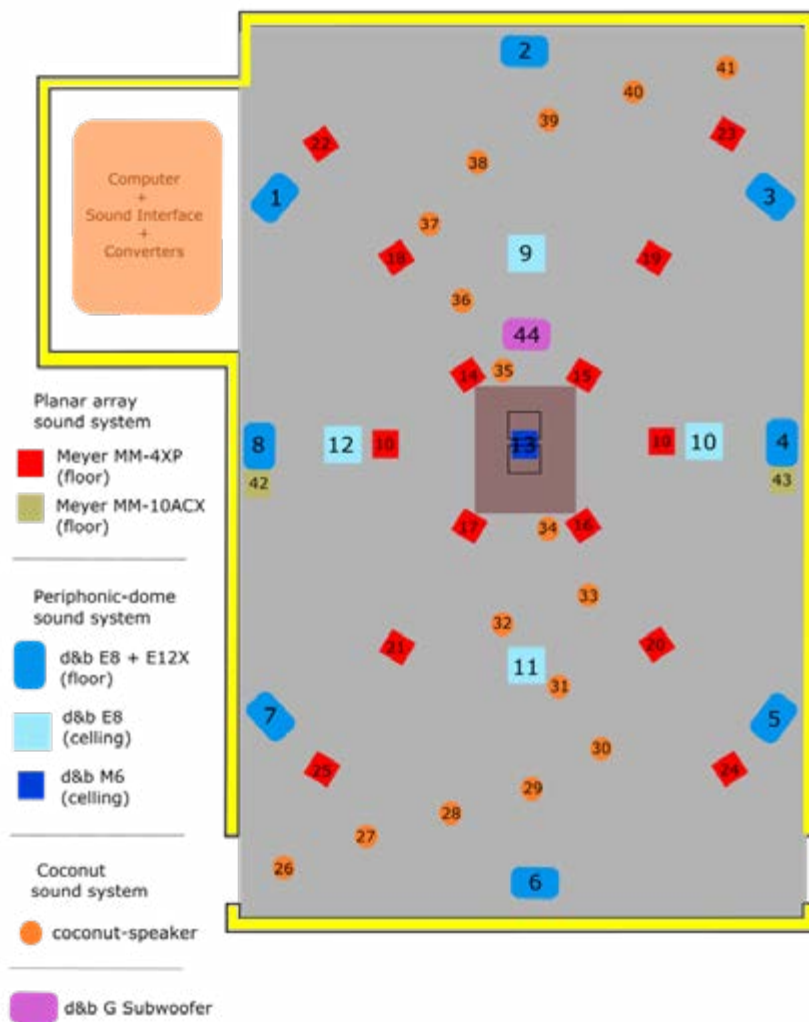 2
41
40
39
22
23
38
Computer
+
Sound Interface
+
Converters
1
3
37
18
9
19
36
44
14
35
15
Planar array
sound system
Meyer MM-4XP
(floor)
Meyer MM-10ACX
(floor)
8
12
10
13
19
10
4
42
43
17
34
16
Periphonic-dome
sound system
d&b E8 + E12X
(floor)
d&b E8
(celling)
d&b M6
(celling)
33
32
21
20
11
31
7
5
30
25
24
29
28
27
26
6
Coconut
sound system
coconut-speaker
d&b G Subwoofer